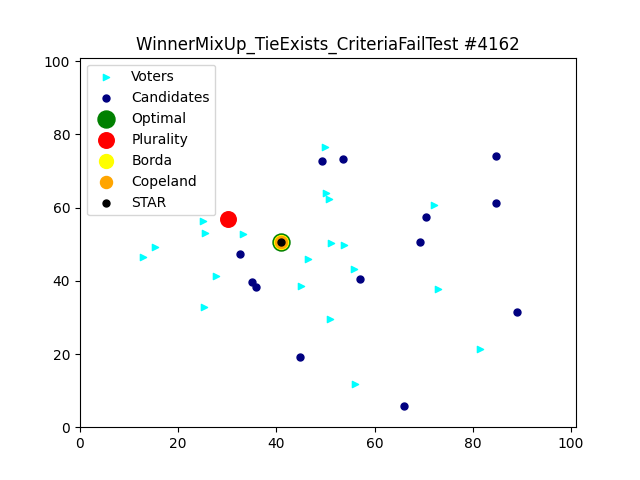 WinnerMixUp_TieExists_CriteriaFailTest #4162
Voters
Candidates
Optimal
Plurality
Borda
Copeland
STAR
100
80
60
40
20
0
0 20 40 60 80 100